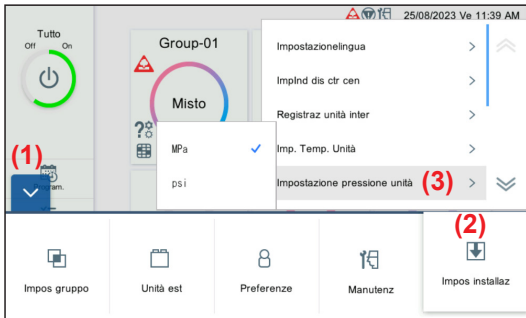 25/08/2023 Ve 11:39 AM
Tutto
Off On
Group-01
Misto
Impostazionelingua
ImpInd dis ctr cen
Registraz unità inter
Imp. Temp. Unità
Impostazione pressione unità
MPa
psi
(1)
(3)
(2)
Impos gruppo
Unità est
Preferenze
Manutenz
Impos installaz